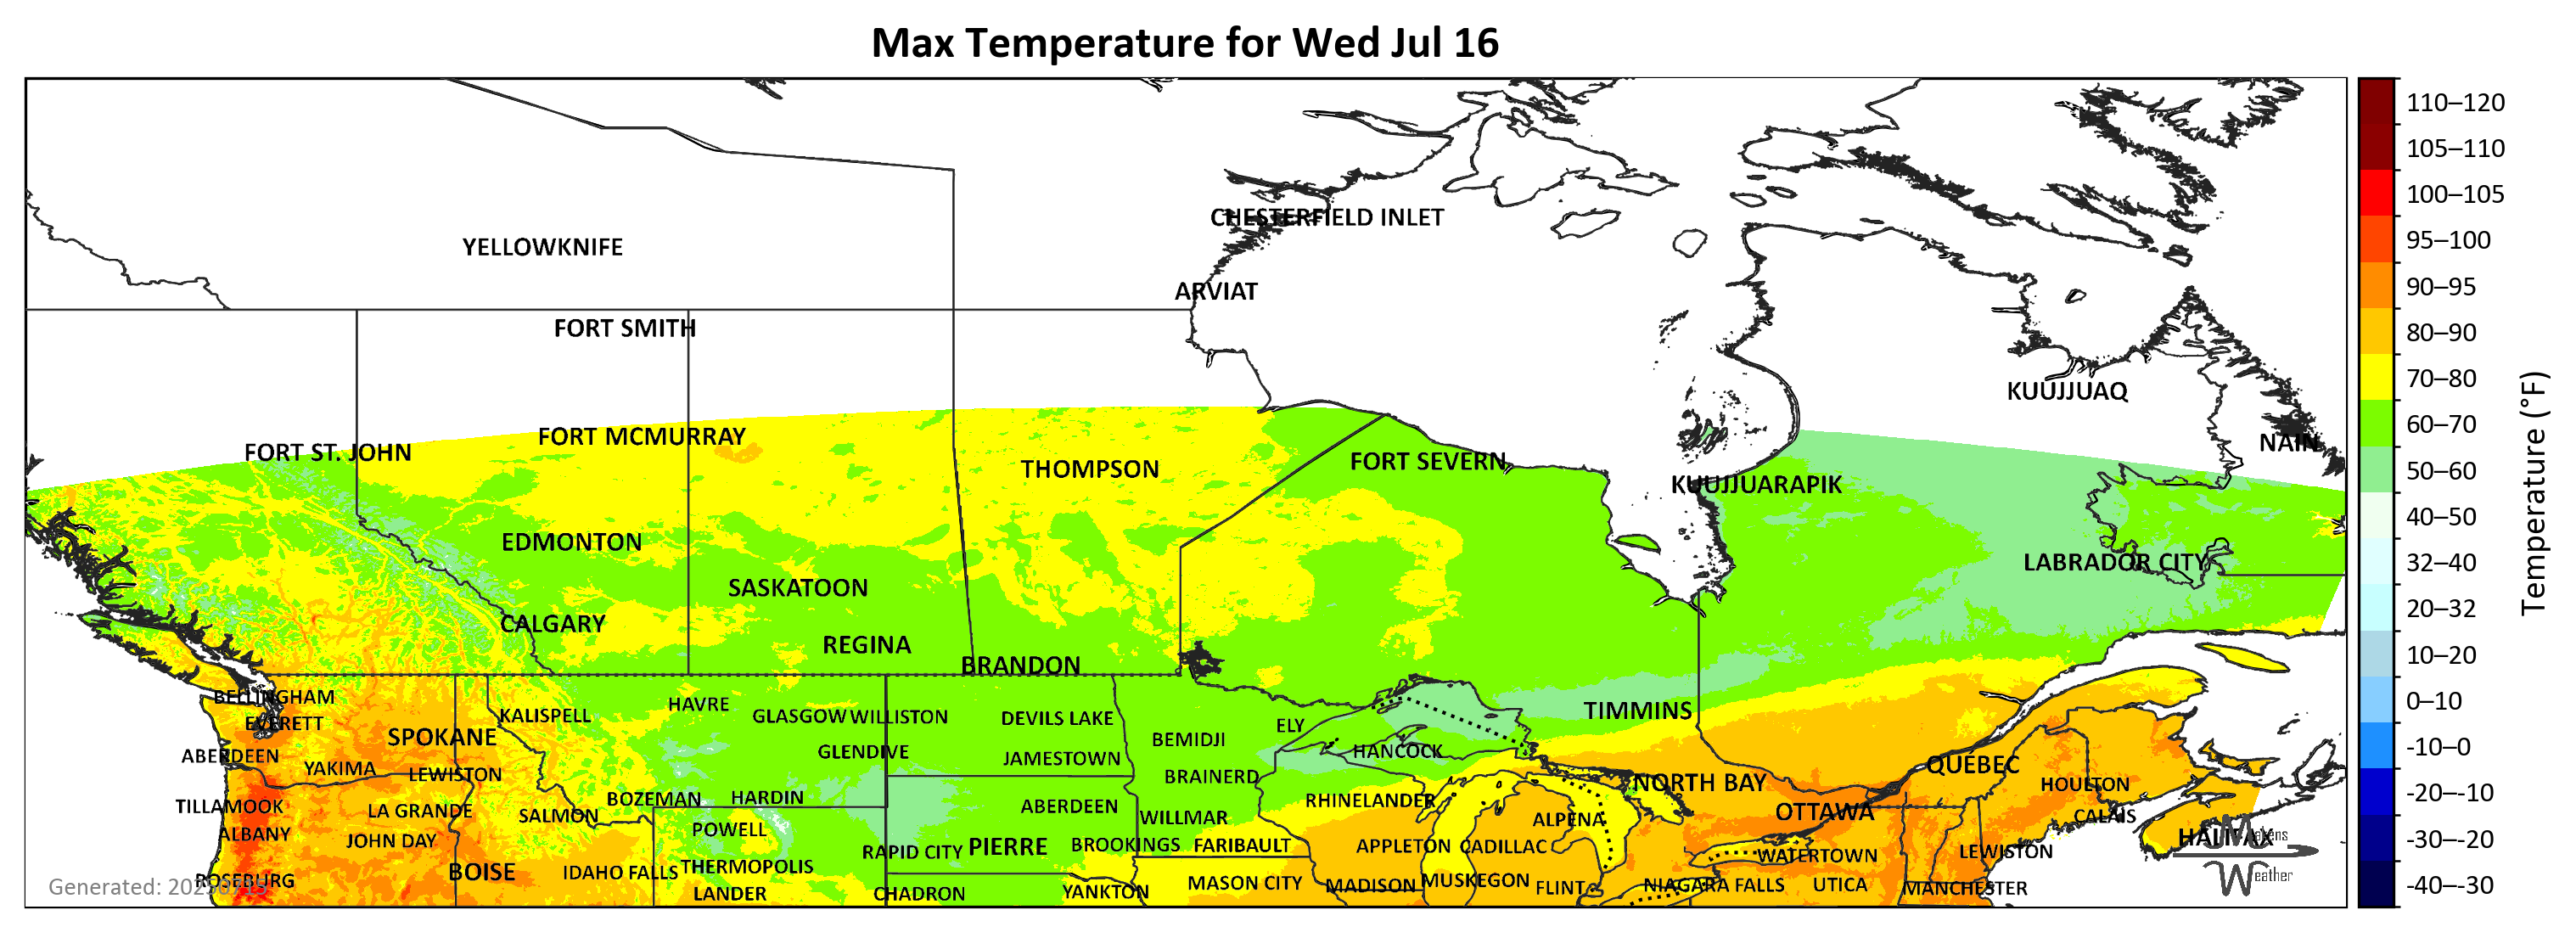 Max Temperature for Wed Jul 16
110–120
105–110
100–105
95–100
90–95
80–90
70–80
60–70
50–60
40–50
32–40
20–32
10–20
0–10
-10–0
-20–-10
-30–-20
-40–-30
Temperature (°F)
CHESTERFIELD INLET
YELLOWKNIFE
ARVIAT
FORT SMITH
KUUJJUAQ
FORT MCMURRAY
NAIN
FORT ST. JOHN
FORT SEVERN
THOMPSON
KUUJJUARAPIK
EDMONTON
LABRADOR CITY
SASKATOON
CALGARY
REGINA
BRANDON
BELLINGHAM
HAVRE
TIMMINS
KALISPELL
GLASGOW
WILLISTON
DEVILS LAKE
EVERETT
ELY
SPOKANE
BEMIDJI
HANCOCK
GLENDIVE
ABERDEEN
JAMESTOWN
QUÉBEC
YAKIMA
LEWISTON
BRAINERD
NORTH BAY
HOULTON
BOZEMAN
HARDIN
RHINELANDER
TILLAMOOK
ABERDEEN
LA GRANDE
SALMON
OTTAWA
CALAIS
WILLMAR
ALPENA
POWELL
ALBANY
HALIFAX
JOHN DAY
BROOKINGS
FARIBAULT
APPLETON
CADILLAC
PIERRE
RAPID CITY
LEWISTON
WATERTOWN
THERMOPOLIS
BOISE
IDAHO FALLS
ROSEBURG
MUSKEGON
MASON CITY
MADISON
FLINT
NIAGARA FALLS
UTICA
MANCHESTER
YANKTON
LANDER
CHADRON
Makens
Weather